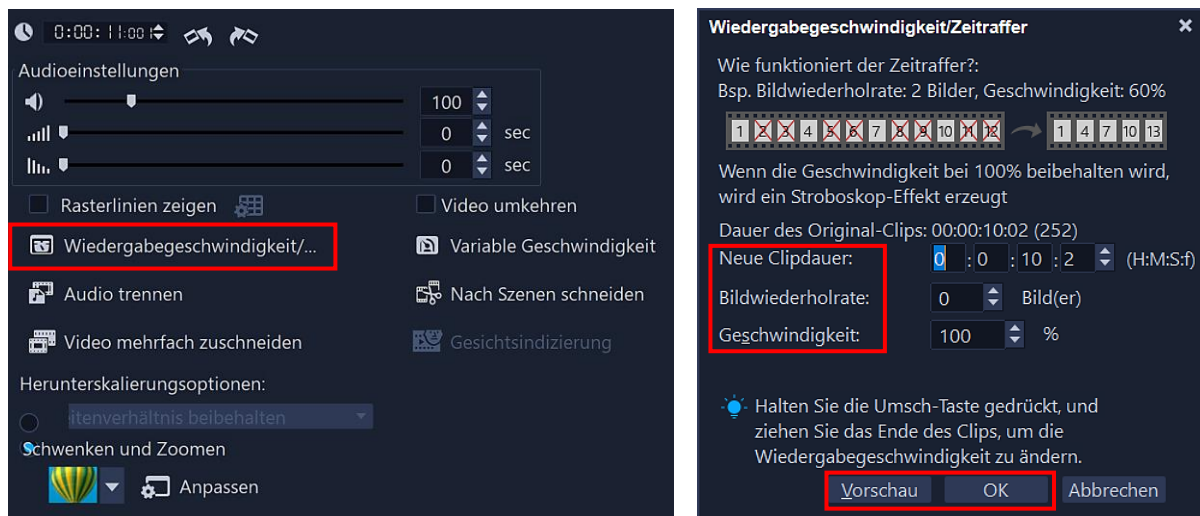 0:00:11:001
Audioeinstellungen
100
0 sec
0 sec
Rasterlinien zeigen
Video umkehren
Wiedergabegeschwindigkeit/...
Variable Geschwindigkeit
Audio trennen
Nach Szenen schneiden
Video mehrfach zuschneiden
Gesichtsindizierung
Herunterskalierungsoptionen:
eitenverhältnis beibehalten
Schwenken und Zoomen
Anpassen
Wiedergabegeschwindigkeit/Zeitraffer
Wie funktioniert der Zeitraffer?:
Bsp. Bildwiederholrate: 2 Bilder, Geschwindigkeit: 60%
1 2 3 4 5 6 7 8 9 10 11 12 1 4 7 10 13
Wenn die Geschwindigkeit bei 100% beibehalten wird,
wird ein Stroboskop-Effekt erzeugt
Dauer des Original-Clips: 00:00:10:02 (252)
Neue Clipdauer: 0 : 0 : 10 : 2 (H:M:S:f)
Bildwiederholrate: 0 Bild(er)
Geschwindigkeit: 100 %
Halten Sie die Umsch-Taste gedrückt, und
ziehen Sie das Ende des Clips, um die
Wiedergabegeschwindigkeit zu ändern.
Vorschau OK Abbrechen